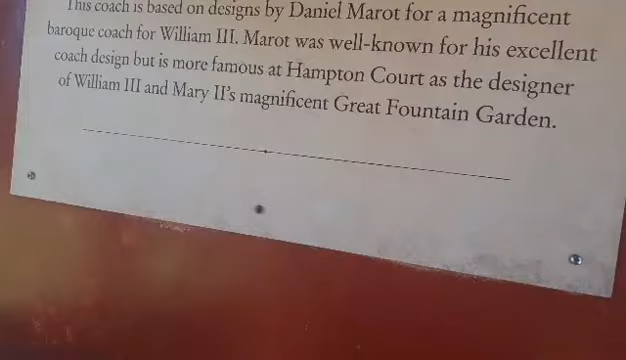 This coach is based on designs by Daniel Marot for a magnificent
baroque coach for William III. Marot was well-known for his excellent
coach design but is more famous at Hampton Court as the designer
of William III and Mary II's magnificent Great Fountain Garden.